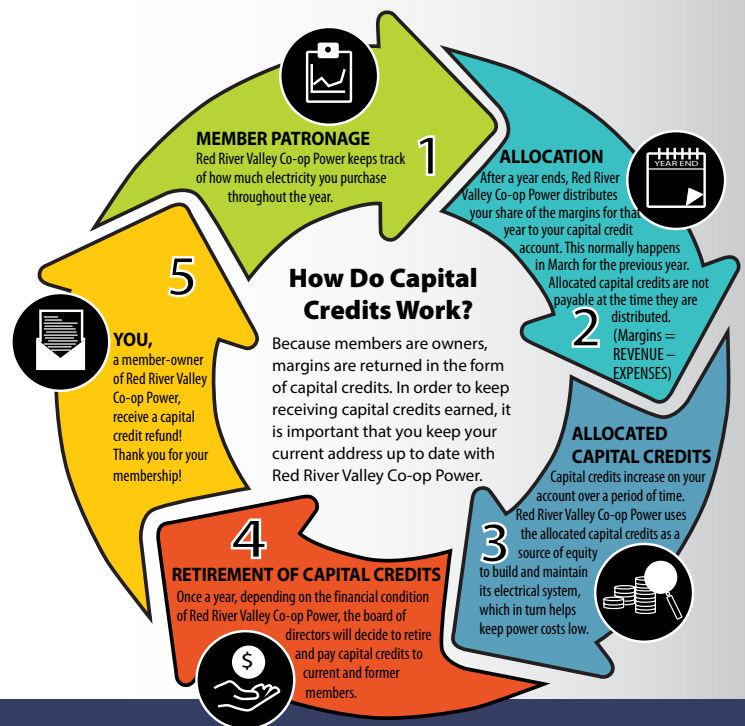 How Do Capital
Credits Work?
Because members are owners,
margins are returned in the form
of capital credits. In order to keep
receiving capital credits earned, it
is important that you keep your
current address up to date with
Red River Valley Co-op Power.
1
MEMBER PATRONAGE
Red River Valley Co-op Power keeps track
of how much electricity you purchase
throughout the year.
2
ALLOCATION
After a year ends, Red River
Valley Co-op Power distributes
your share of the margins for that
year to your capital credit
account. This normally happens
in March for the previous year.
Allocated capital credits are not
payable at the time they are
distributed.
(Margins =
REVENUE –
EXPENSES)
YEAR END
3
ALLOCATED
CAPITAL CREDITS
Capital credits increase on your
account over a period of time.
Red River Valley Co-op Power uses
the allocated capital credits as a
source of equity
to build and maintain
its electrical system,
which in turn helps
keep power costs low.
4
RETIREMENT OF CAPITAL CREDITS
Once a year, depending on the financial condition
of Red River Valley Co-op Power, the board of
directors will decide to retire
and pay capital credits to
current and former
members.
$
5
YOU,
a member-owner
of Red River Valley
Co-op Power,
receive a capital
credit refund!
Thank you for your
membership!